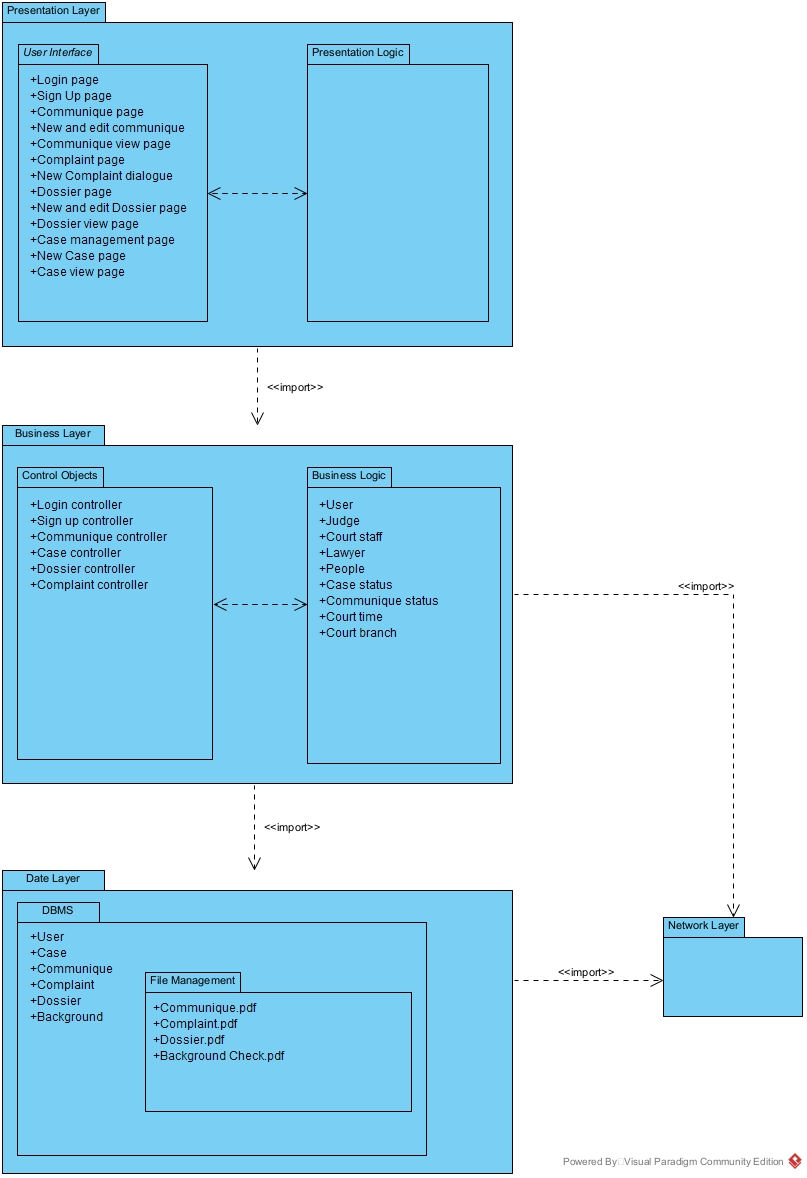 Presentation Layer
User Interface
+Login page
+Sign Up page
+Communique page
+New and edit communique
+Communique view page
+Complaint page
+New Complaint dialogue
+Dossier page
+New and edit Dossier page
+Dossier view page
+Case management page
+New Case page
+Case view page
Presentation Logic
<<import>>
Business Layer
Control Objects
+Login controller
+Sign up controller
+Communique controller
+Case controller
+Dossier controller
+Complaint controller
Business Logic
+User
+Judge
+Court staff
+Lawyer
+People
+Case status
+Communique status
+Court time
+Court branch
<<import>>
<<import>>
Date Layer
DBMS
+User
+Case
+Communique
+Complaint
+Dossier
+Background
File Management
+Communique.pdf
+Complaint.pdf
+Dossier.pdf
+Background Check.pdf
<<import>>
Network Layer
Powered By Visual Paradigm Community Edition